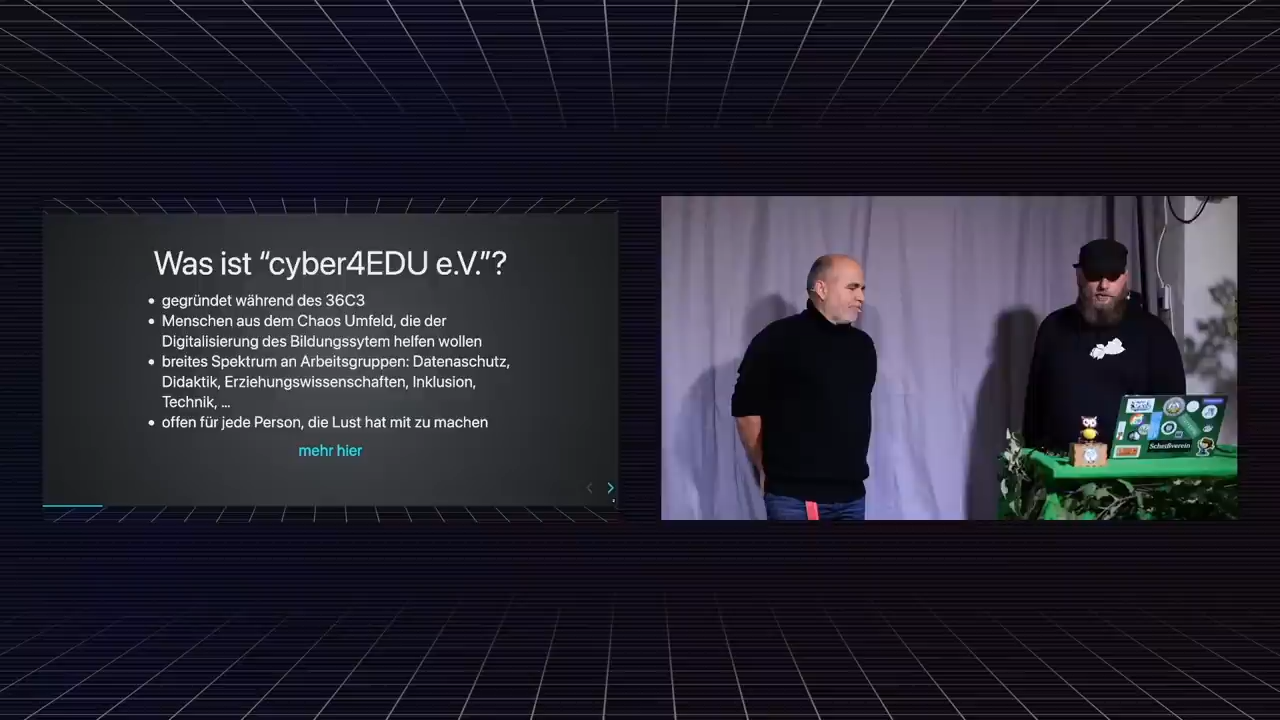 Was ist “cyber4EDU e.V.”?
• gegründet während des 36C3
• Menschen aus dem Chaos Umfeld, die der
Digitalisierung des Bildungssytem helfen wollen
• breites Spektrum an Arbeitsgruppen: Datenaschutz,
Didaktik, Erziehungswissenschaften, Inklusion,
Technik, ...
• offen für jede Person, die Lust hat mit zu machen
mehr hier
Scheißverein